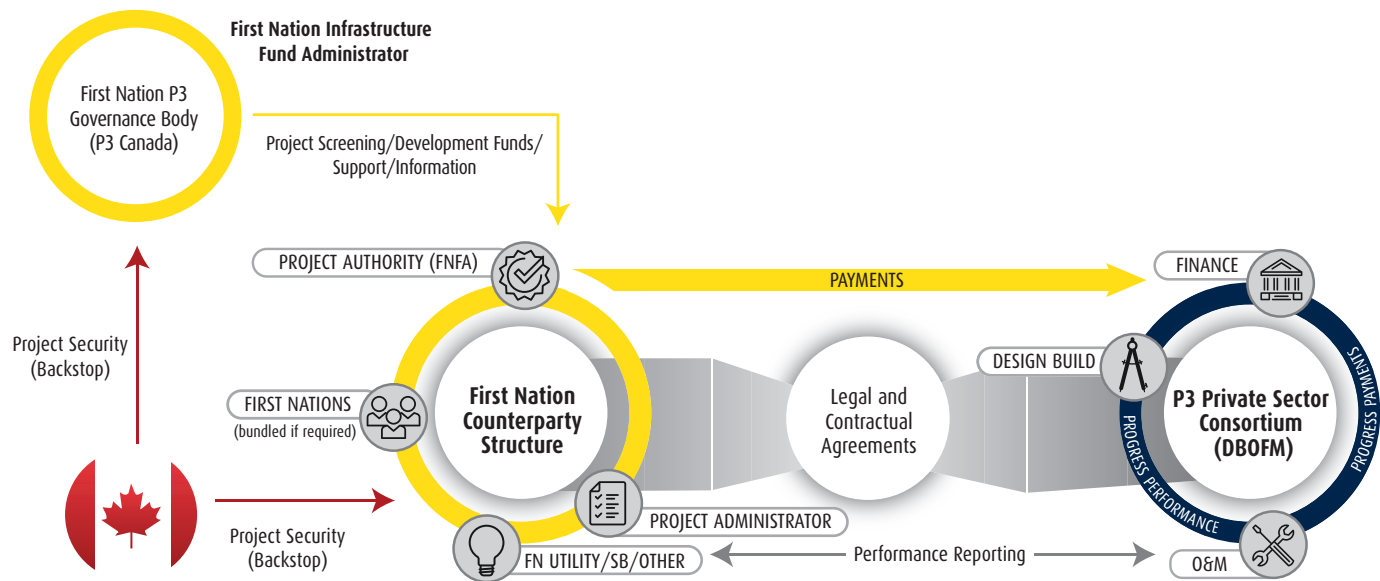 First Nation Infrastructure
Fund Administrator
First Nation P3
Governance Body
(P3 Canada)
Project Screening/Development Funds/
Support/Information
PROJECT AUTHORITY (FNFA)
FINANCE
PAYMENTS
Project Security
(Backstop)
DESIGN BUILD
FIRST NATIONS
(bundled if required)
First Nation
Counterparty
Structure
Legal and
Contractual
Agreements
P3 Private Sector
Consortium
(DBOFM)
PROGRESS PAYMENTS
PROGRESS PERFORMANCE
Project Security
(Backstop)
PROJECT ADMINISTRATOR
FN UTILITY/SB/OTHER
Performance Reporting
O&M